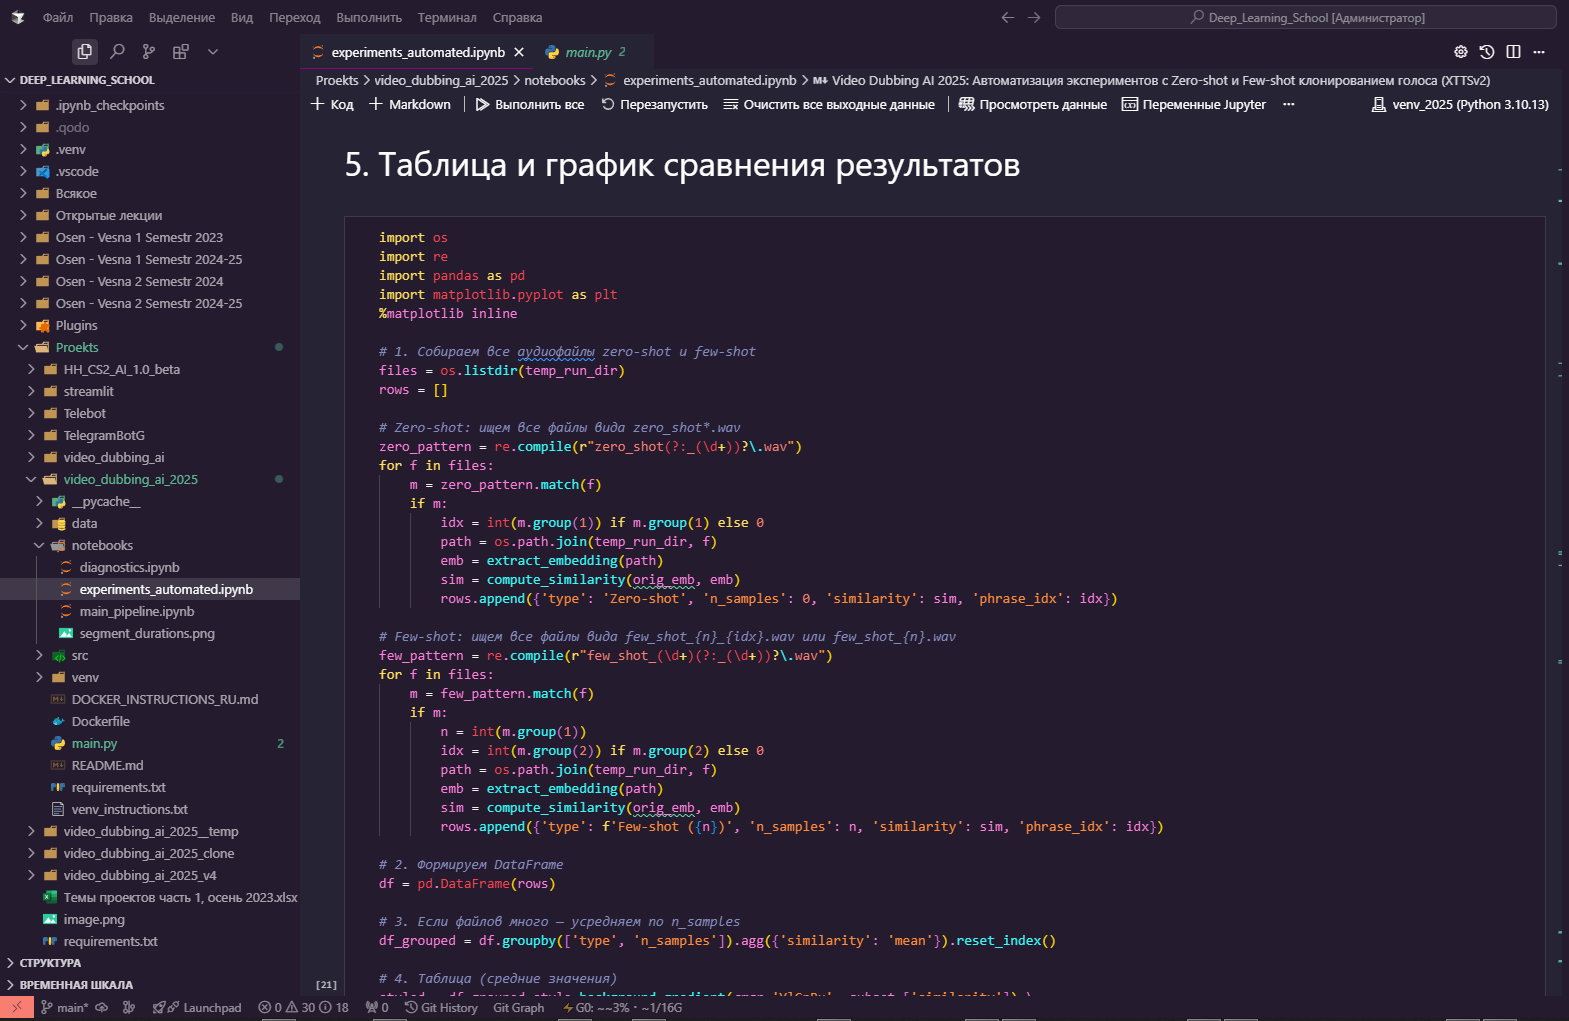 Файл Правка Выделение Вид Переход Выполнить Терминал Справка
Deep_Learning_School [Администратор]
experiments_automated.ipynb
main.py 2
DEEP_LEARNING_SCHOOL
.ipynb_checkpoints
.qodo
.venv
.vscode
Всякое
Открытые лекции
Osen - Vesna 1 Semestr 2023
Osen - Vesna 1 Semestr 2024-25
Osen - Vesna 2 Semestr 2024
Osen - Vesna 2 Semestr 2024-25
Plugins
Proekts
HH_CS2_AI_1.0_beta
streamlit
Telebot
TelegramBotG
video_dubbing_ai
video_dubbing_ai_2025
__pycache__
data
notebooks
diagnostics.ipynb
experiments_automated.ipynb
main_pipeline.ipynb
segment_durations.png
src
venv
DOCKER_INSTRUCTIONS_RU.md
Dockerfile
main.py 2
README.md
requirements.txt
venv_instructions.txt
video_dubbing_ai_2025__temp
video_dubbing_ai_2025_clone
video_dubbing_ai_2025_v4
Темы проектов часть 1, осень 2023.xlsx
image.png
requirements.txt
СТРУКТУРА
ВРЕМЕННАЯ ШКАЛА
Proekts > video_dubbing_ai_2025 > notebooks > experiments_automated.ipynb > M↓ Video Dubbing AI 2025: Автоматизация экспериментов с Zero-shot и Few-shot клонированием голоса (XTTSv2)
+ Код + Markdown Выполнить все Перезапустить Очистить все выходные данные Просмотреть данные Переменные Jupyter ... venv_2025 (Python 3.10.13)
5. Таблица и график сравнения результатов
import os
import re
import pandas as pd
import matplotlib.pyplot as plt
%matplotlib inline
# 1. Собираем все аудиофайлы zero-shot и few-shot
files = os.listdir(temp_run_dir)
rows = []
# Zero-shot: ищем все файлы вида zero_shot*.wav
zero_pattern = re.compile(r"zero_shot(?:_(\d+))?\.wav")
for f in files:
m = zero_pattern.match(f)
if m:
idx = int(m.group(1)) if m.group(1) else 0
path = os.path.join(temp_run_dir, f)
emb = extract_embedding(path)
sim = compute_similarity(orig_emb, emb)
rows.append({'type': 'Zero-shot', 'n_samples': 0, 'similarity': sim, 'phrase_idx': idx})
# Few-shot: ищем все файлы вида few_shot_{n}_{idx}.wav или few_shot_{n}.wav
few_pattern = re.compile(r"few_shot_(\d+)(?:_(\d+))?\.wav")
for f in files:
m = few_pattern.match(f)
if m:
n = int(m.group(1))
idx = int(m.group(2)) if m.group(2) else 0
path = os.path.join(temp_run_dir, f)
emb = extract_embedding(path)
sim = compute_similarity(orig_emb, emb)
rows.append({'type': f'Few-shot ({n})', 'n_samples': n, 'similarity': sim, 'phrase_idx': idx})
# 2. Формируем DataFrame
df = pd.DataFrame(rows)
# 3. Если файлов много — усредняем по n_samples
df_grouped = df.groupby(['type', 'n_samples']).agg({'similarity': 'mean'}).reset_index()
# 4. Таблица (средние значения)
[21]
main* Launchpad 0 30 18 0 Git History Git Graph G0: ~~3% · ~1/16G